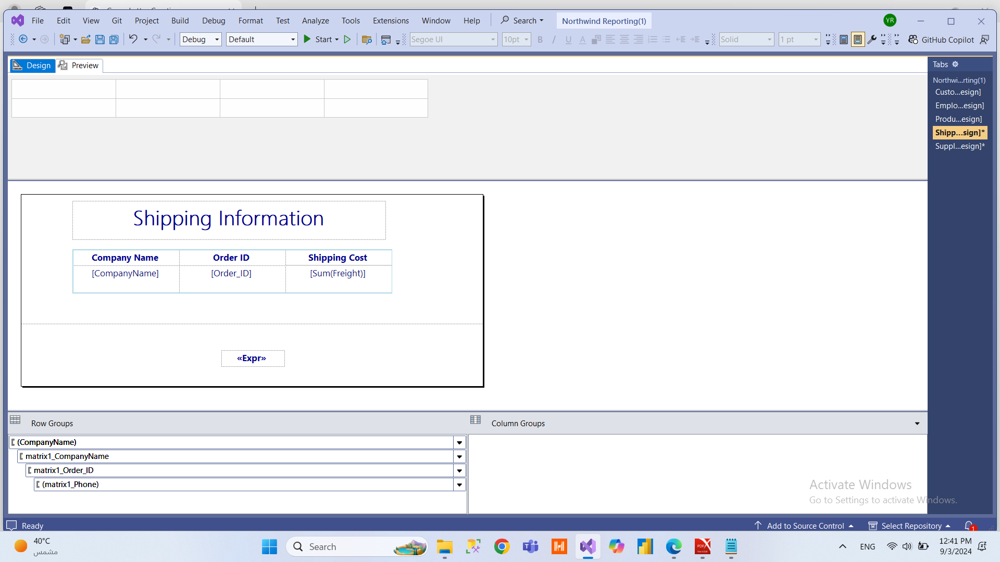 File Edit View Git Project Build Debug Format Test Analyze Tools Extensions Window Help Search Northwind Reporting(1) YR
Debug Default Start Segoe UI 10pt B I U A Solid 1 pt GitHub Copilot
Design Preview
Tabs
Northwi...rting(1)
Custo...esign]
Emplo...esign]
Produ...esign]
Shipp...sign]*
Suppl...esign]*
Shipping Information
Company Name Order ID Shipping Cost
[CompanyName] [Order_ID] [Sum(Freight)]
«Expr»
Row Groups Column Groups
(CompanyName)
matrix1_CompanyName
matrix1_Order_ID
(matrix1_Phone)
Activate Windows
Go to Settings to activate Windows.
Ready Add to Source Control Select Repository 1
40°C
مشمس
Search
ENG
12:41 PM
9/3/2024